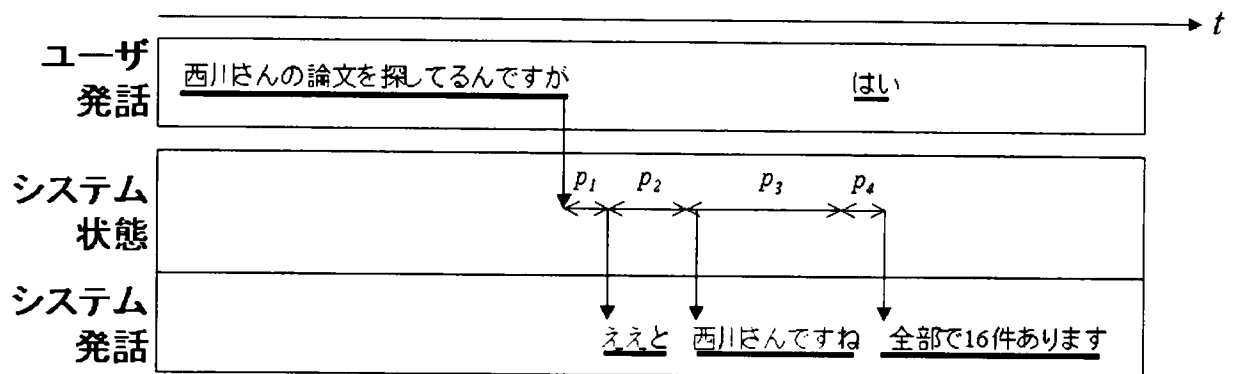 t
ユーザ
発話
西川さんの論文を探してるんですが
はい
システム
状態
p1 p2 p3 p4
システム
発話
ええと 西川さんですね 全部で16件あります